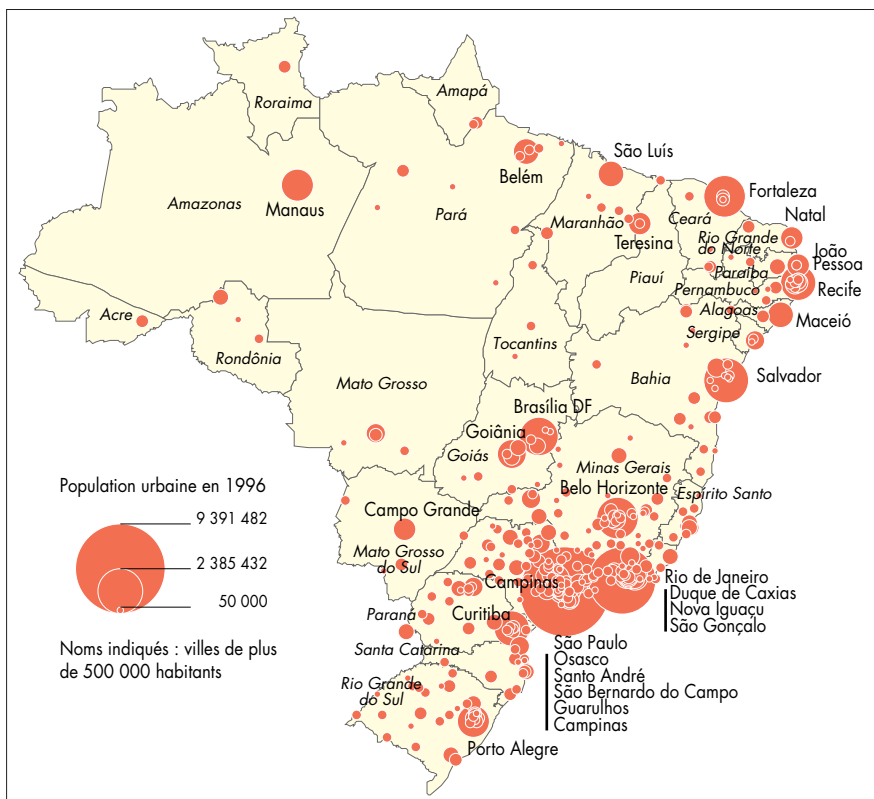 Roraima
Amapá
São Luís
Belém
Fortaleza
Amazonas
Manaus
Pará
Maranhão
Ceará
Natal
Teresina
Rio Grande
do Norte
João
Pessoa
Piauí
Paraíba
Pernambuco
Recife
Acre
Alagoas
Maceió
Rondônia
Tocantins
Sergipe
Mato Grosso
Bahia
Salvador
Brasília DF
Goiânia
Goiás
Minas Gerais
Belo Horizonte
Espirito Santo
Population urbaine en 1996
9 391 482
2 385 432
50 000
Noms indiqués : villes de plus
de 500 000 habitants
Campo Grande
Mato Grosso
do Sul
Campinas
Paraná
Curitiba
Santa Catarina
Rio Grande
do Sul
Porto Alegre
Rio de Janeiro
Duque de Caxias
Nova Iguaçu
São Gonçalo
São Paulo
Osasco
Santo André
São Bernardo do Campo
Guarulhos
Campinas